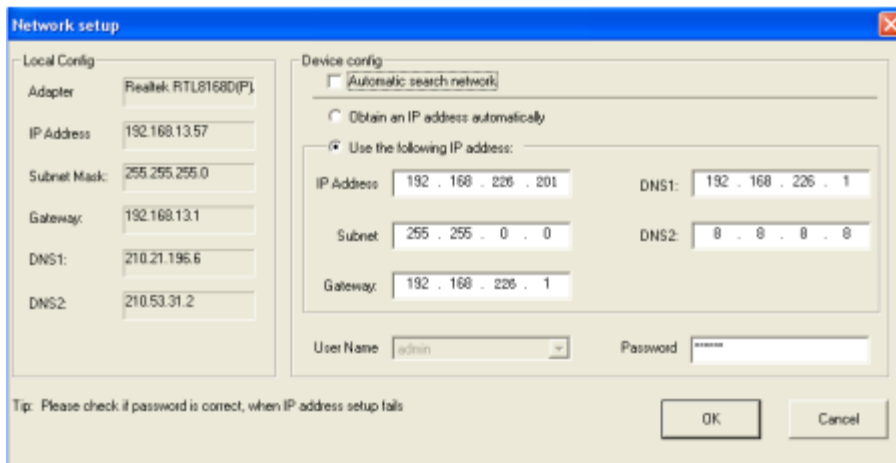 Network setup
Local Config
Adapter Realtek RTL8168D(P)
IP Address 192.168.13.57
Subnet Mask: 255.255.255.0
Gateway: 192.168.13.1
DNS1: 210.21.196.6
DNS2: 210.53.31.2
Device config
Automatic search network
Obtain an IP address automatically
Use the following IP address:
IP Address 192 . 168 . 226 . 201
DNS1: 192 . 168 . 226 . 1
Subnet 255 . 255 . 0 . 0
DNS2: 8 . 8 . 8 . 8
Gateway: 192 . 168 . 226 . 1
User Name admin
Password ******
Tip: Please check if password is correct, when IP address setup fails
OK
Cancel